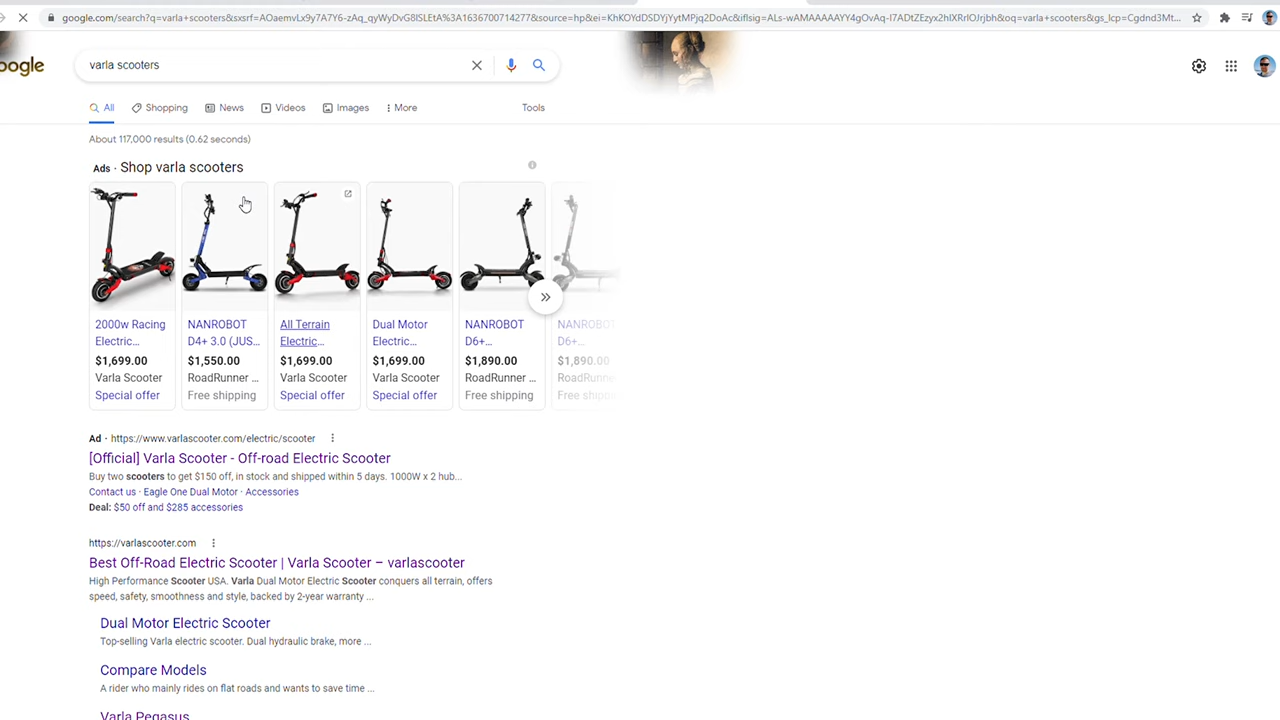 google.com/search?q=varla+scooters&sxsrf=AOaemvLx9y7A7Y6-zAq_qyWyDvG8lSLEtA%3A1636700714277&source=hp&ei=KhKOYdDSDYjYytMPjq2DoAc&iflsig=ALs-wAMAAAAAYY4gOvAq-I7ADtZEzyx2hlXRrlOJrjbh&oq=varla+scooters&gs_lcp=Cgdnd3Mt...
oogle
varla scooters
All Shopping News Videos Images More Tools
About 117,000 results (0.62 seconds)
Ads · Shop varla scooters
2000w Racing Electric...
$1,699.00
Varla Scooter
Special offer
NANROBOT D4+ 3.0 (JUS...
$1,550.00
RoadRunner ...
Free shipping
All Terrain Electric...
$1,699.00
Varla Scooter
Special offer
Dual Motor Electric...
$1,699.00
Varla Scooter
Special offer
NANROBOT D6+...
$1,890.00
RoadRunner ...
Free shipping
NANROBOT D6+...
$1,890.00
RoadRunner
Free shipping
Ad · https://www.varlascooter.com/electric/scooter
[Official] Varla Scooter - Off-road Electric Scooter
Buy two scooters to get $150 off, in stock and shipped within 5 days. 1000W x 2 hub...
Contact us · Eagle One Dual Motor · Accessories
Deal: $50 off and $285 accessories
https://varlascooter.com
Best Off-Road Electric Scooter | Varla Scooter – varlascooter
High Performance Scooter USA. Varla Dual Motor Electric Scooter conquers all terrain, offers
speed, safety, smoothness and style, backed by 2-year warranty ...
Dual Motor Electric Scooter
Top-selling Varla electric scooter. Dual hydraulic brake, more ...
Compare Models
A rider who mainly rides on flat roads and wants to save time ...
Varla Pegasus